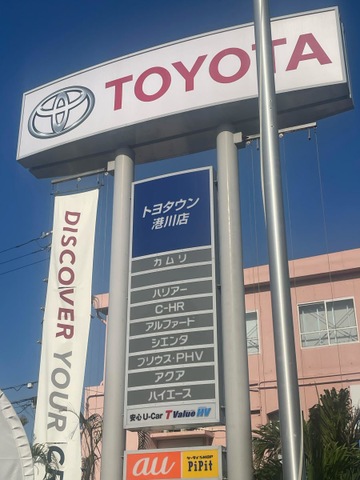 TOYOTA
トヨタウン
港川店
カムリ
ハリアー
C-HR
アルファード
シエンタ
プリウス・PHV
アクア
ハイエース
安心U-Car T Value HV
au
PiPit
DISCOVER YOUR